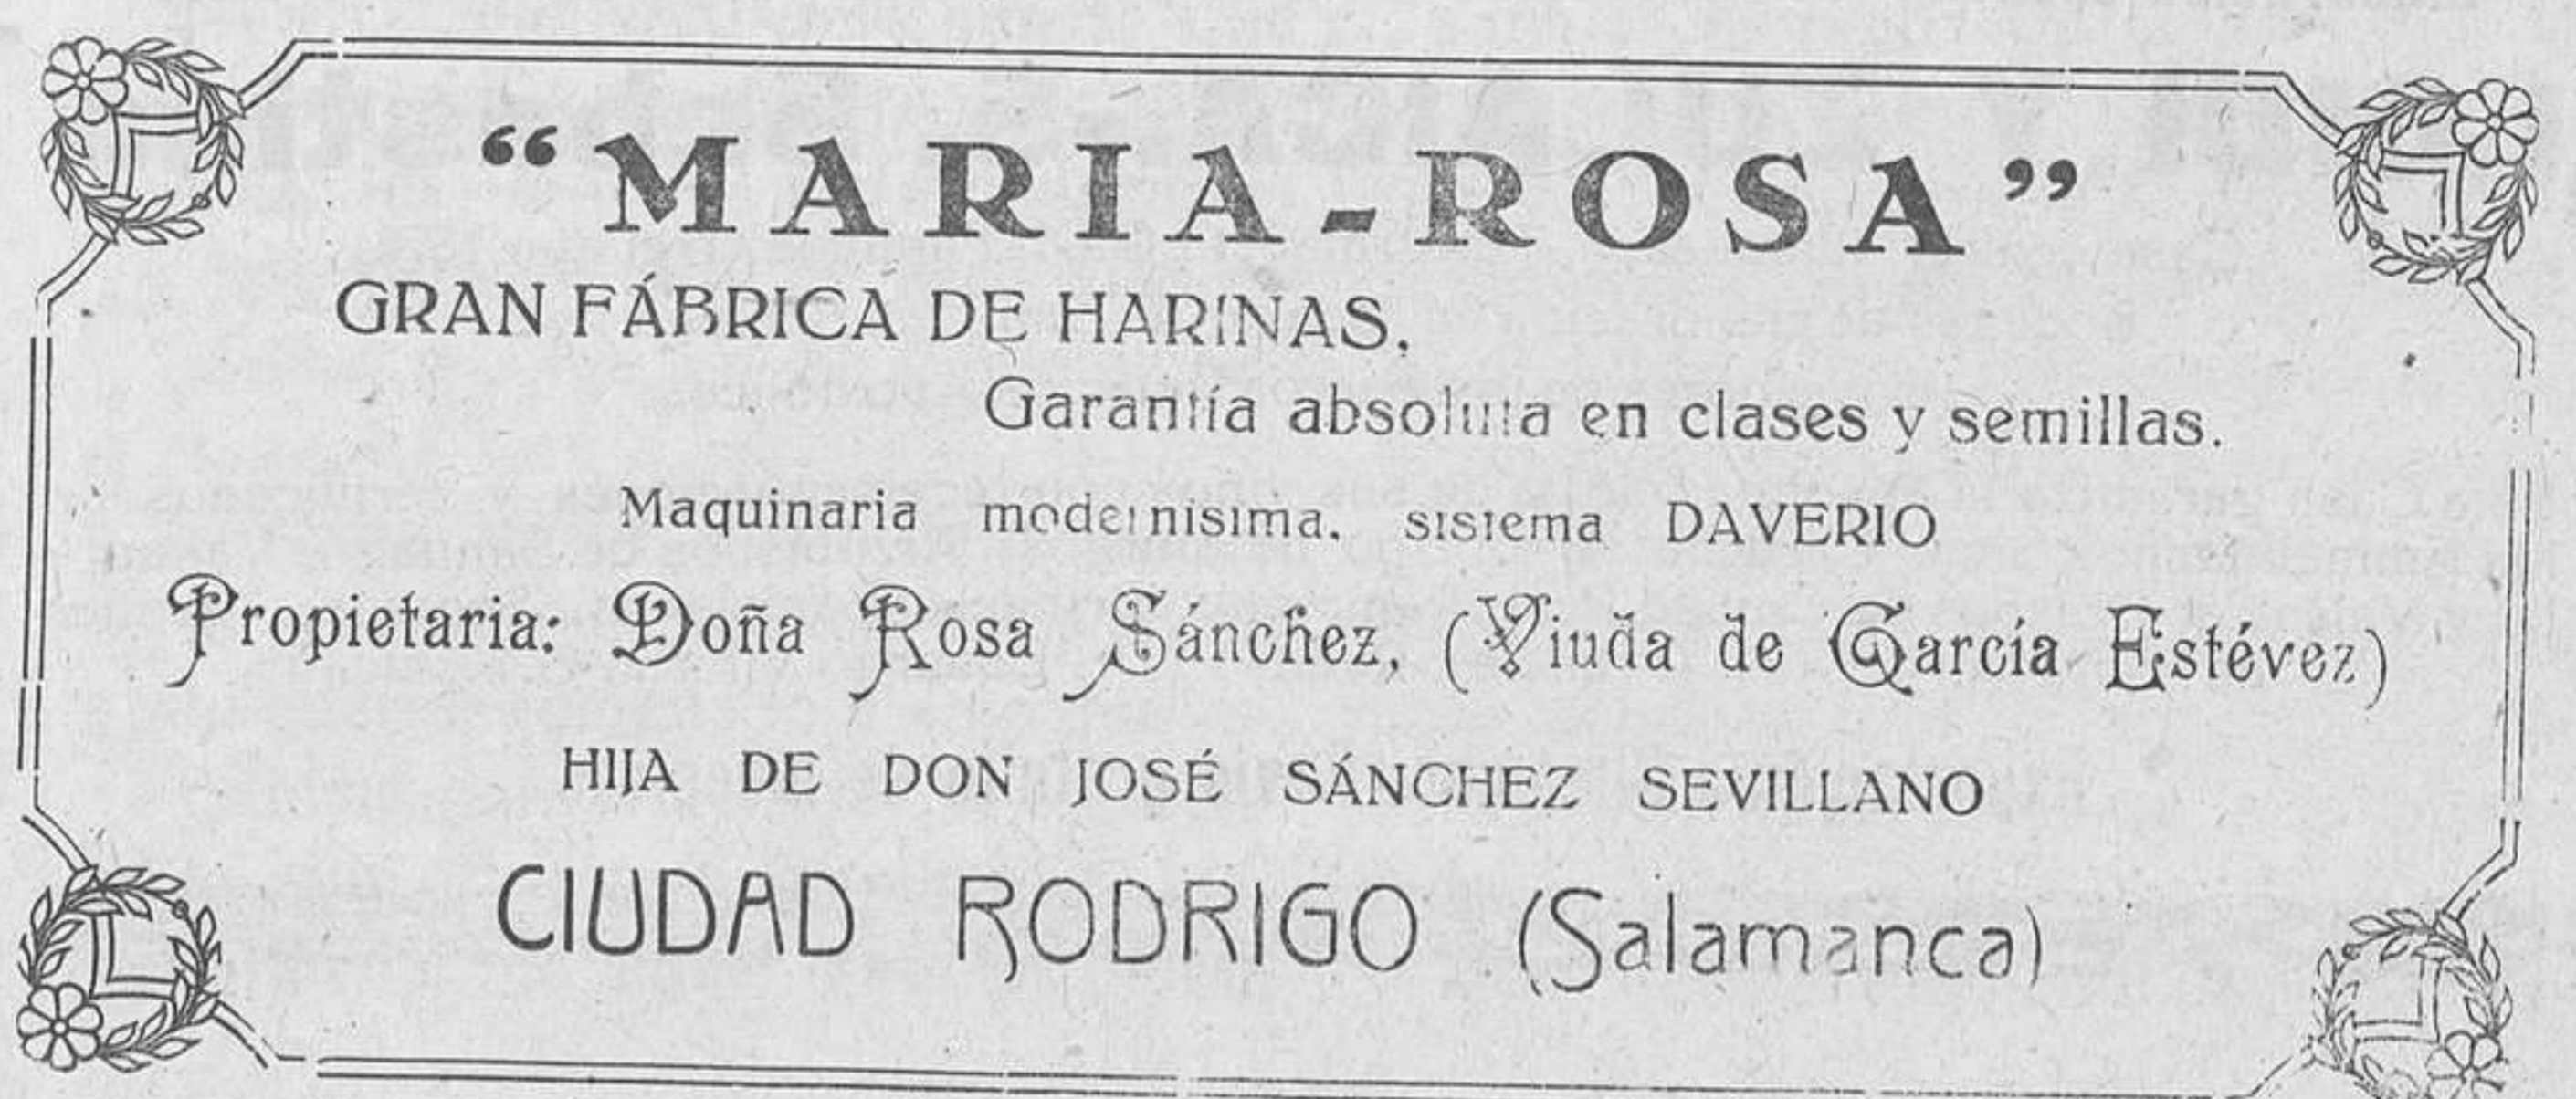 “MARIA-ROSA”
GRAN FÁBRICA DE HARINAS,
Garantía absoluta en clases y semillas.
Maquinaria modernisima, sistema DAVERIO
Propietaria: Doña Rosa Sánchez, (Viuda de García Estévez)
HIJA DE DON JOSÉ SÁNCHEZ SEVILLANO
CIUDAD RODRIGO (Salamanca)